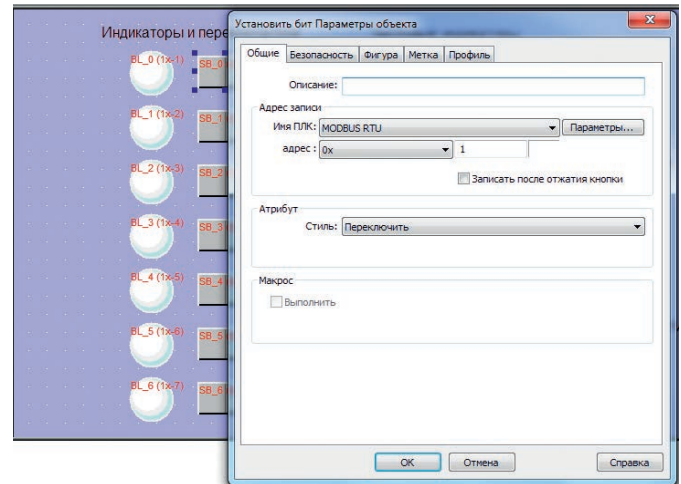 Индикаторы и пере
BL_0 (1x-1)
SB_0
BL_1 (1x-2)
SB_1
BL_2 (1x-3)
SB_2
BL_3 (1x-4)
SB_3
BL_4 (1x-5)
SB_4
BL_5 (1x-6)
SB_5
BL_6 (1x-7)
SB_6
Установить бит Параметры объекта
Общие Безопасность Фигура Метка Профиль
Описание:
Адрес записи
Имя ПЛК: MODBUS RTU Параметры...
адрес : 0x 1
Записать после отжатия кнопки
Атрибут
Стиль: Переключить
Макрос
Выполнить
OK Отмена Справка